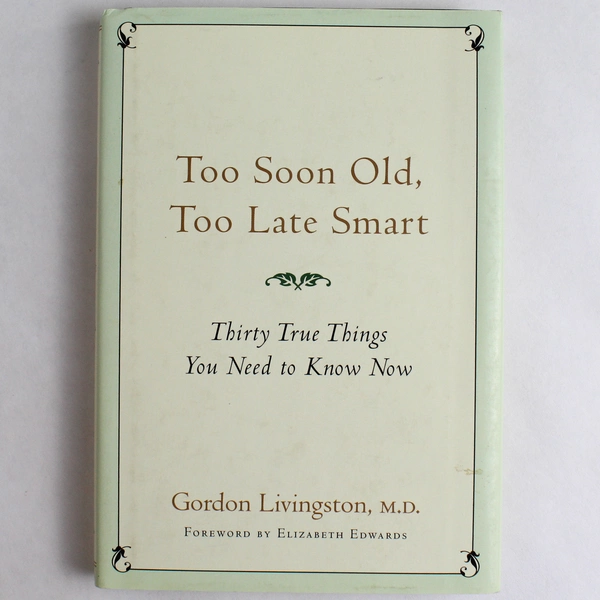 Too Soon Old,
Too Late Smart
Thirty True Things
You Need to Know Now
Gordon Livingston, M.D.
Foreword by Elizabeth Edwards